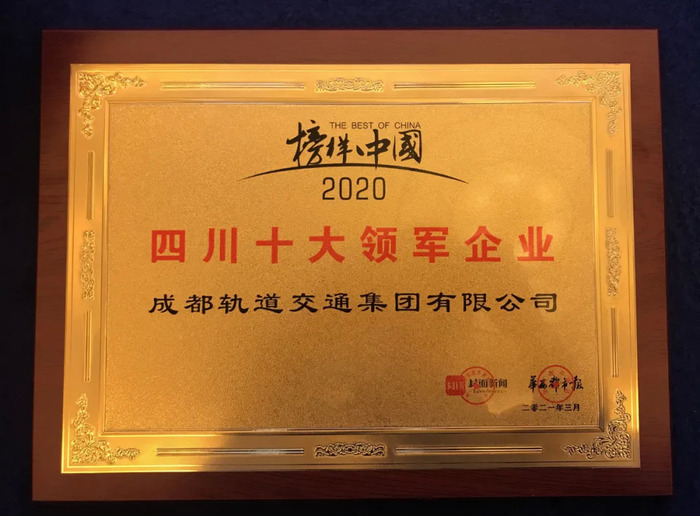 THE BEST OF CHINA
榜样中國
2020
四川十大领军企业
成都轨道交通集团有限公司
封面新闻 华西都市报
二零二一年三月